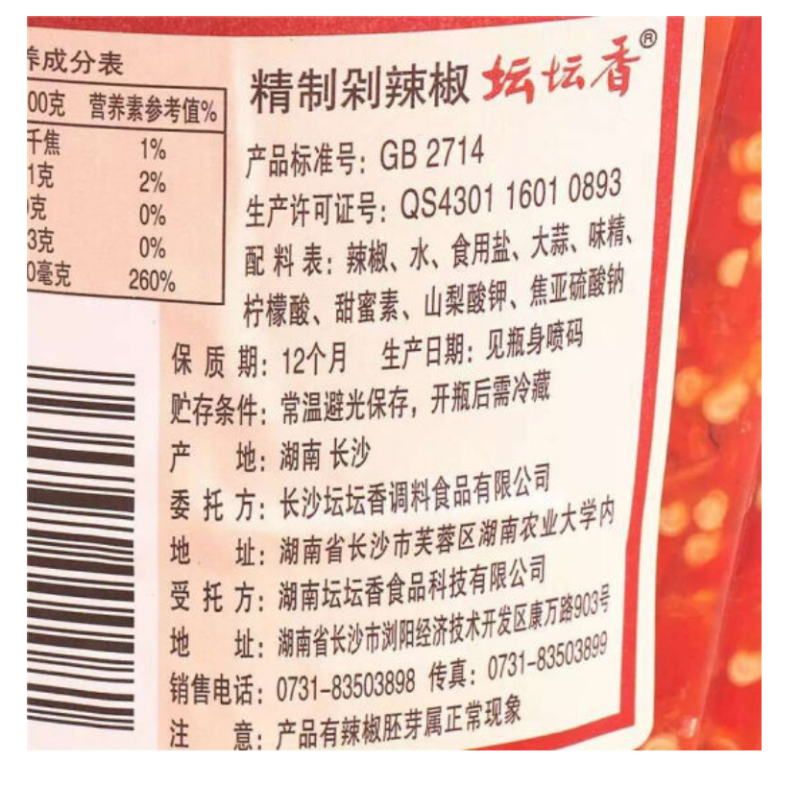 养成分表
00克 营养素参考值%
千焦 1%
1克 2%
克 0%
3克 0%
0毫克 260%
精制剁辣椒 坛坛香®
产品标准号：GB 2714
生产许可证号：QS4301 1601 0893
配料表：辣椒、水、食用盐、大蒜、味精、
柠檬酸、甜蜜素、山梨酸钾、焦亚硫酸钠
保质期：12个月 生产日期：见瓶身喷码
贮存条件：常温避光保存，开瓶后需冷藏
产地：湖南 长沙
委托方：长沙坛坛香调料食品有限公司
地址：湖南省长沙市芙蓉区湖南农业大学内
受托方：湖南坛坛香食品科技有限公司
地址：湖南省长沙市浏阳经济技术开发区康万路903号
销售电话：0731-83503898 传真：0731-83503899
注意：产品有辣椒胚芽属正常现象